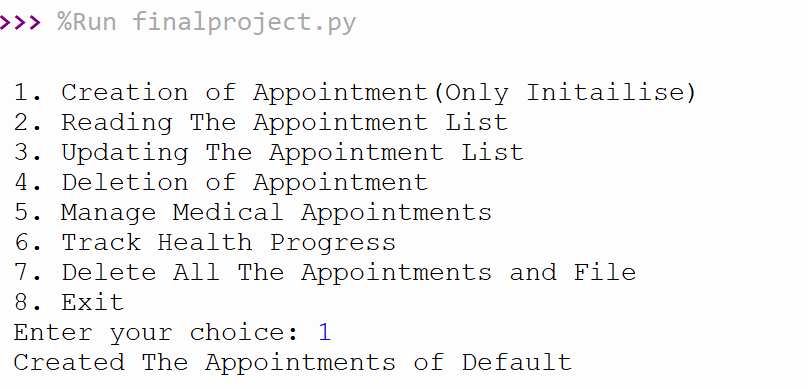 >>> %Run finalproject.py
1. Creation of Appointment(Only Initailise)
2. Reading The Appointment List
3. Updating The Appointment List
4. Deletion of Appointment
5. Manage Medical Appointments
6. Track Health Progress
7. Delete All The Appointments and File
8. Exit
Enter your choice: 1
Created The Appointments of Default